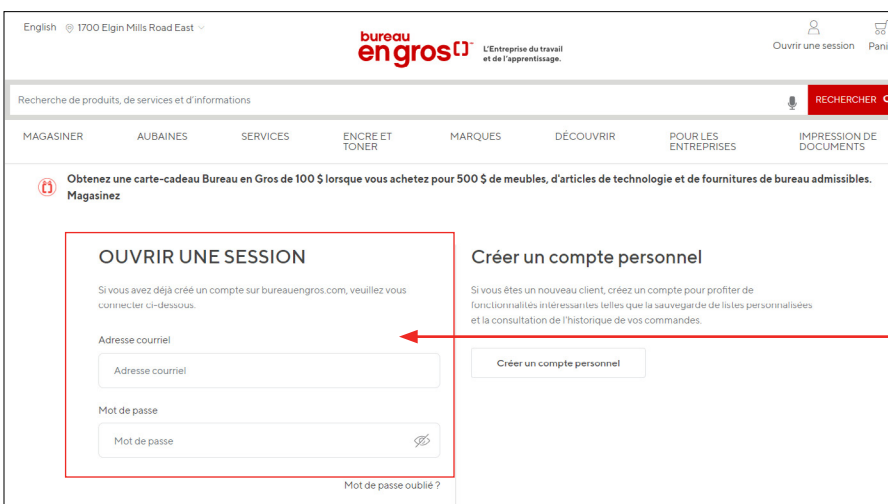 English 1700 Elgin Mills Road East
bureau
en gros
L'Entreprise du travail
et de l'apprentissage.
Ouvrir une session
Recherche de produits, de services et d'informations
RECHERCHER
MAGASINER AUBAINES SERVICES ENCRE ET TONER MARQUES DÉCOUVRIR POUR LES ENTREPRISES IMPRESSION DE DOCUMENTS
Obtenez une carte-cadeau Bureau en Gros de 100 $ lorsque vous achetez pour 500 $ de meubles, d'articles de technologie et de fournitures de bureau admissibles.
Magasinez
OUVRIR UNE SESSION
Si vous avez déjà créé un compte sur bureauengros.com, veuillez vous
connecter ci-dessous.
Adresse courriel
Adresse courriel
Mot de passe
Mot de passe
Mot de passe oublié ?
Créer un compte personnel
Si vous êtes un nouveau client, créez un compte pour profiter de
fonctionnalités intéressantes telles que la sauvegarde de listes personnalisées
et la consultation de l'historique de vos commandes.
Créer un compte personnel